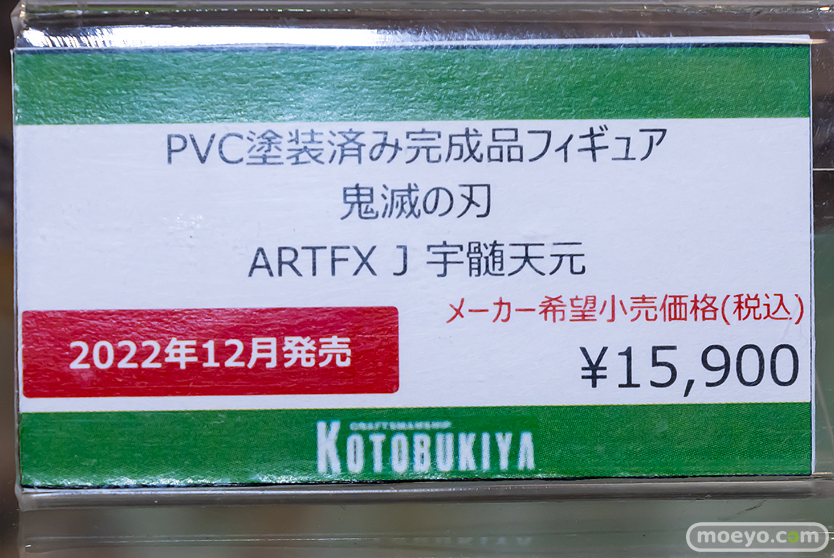 PVC塗装済み完成品フィギュア
鬼滅の刃
ARTFX J 宇髄天元
メーカー希望小売価格(税込)
2022年12月発売
¥15,900
CRAFTSMANSHIP
KOTOBUKIYA
moeyo.com